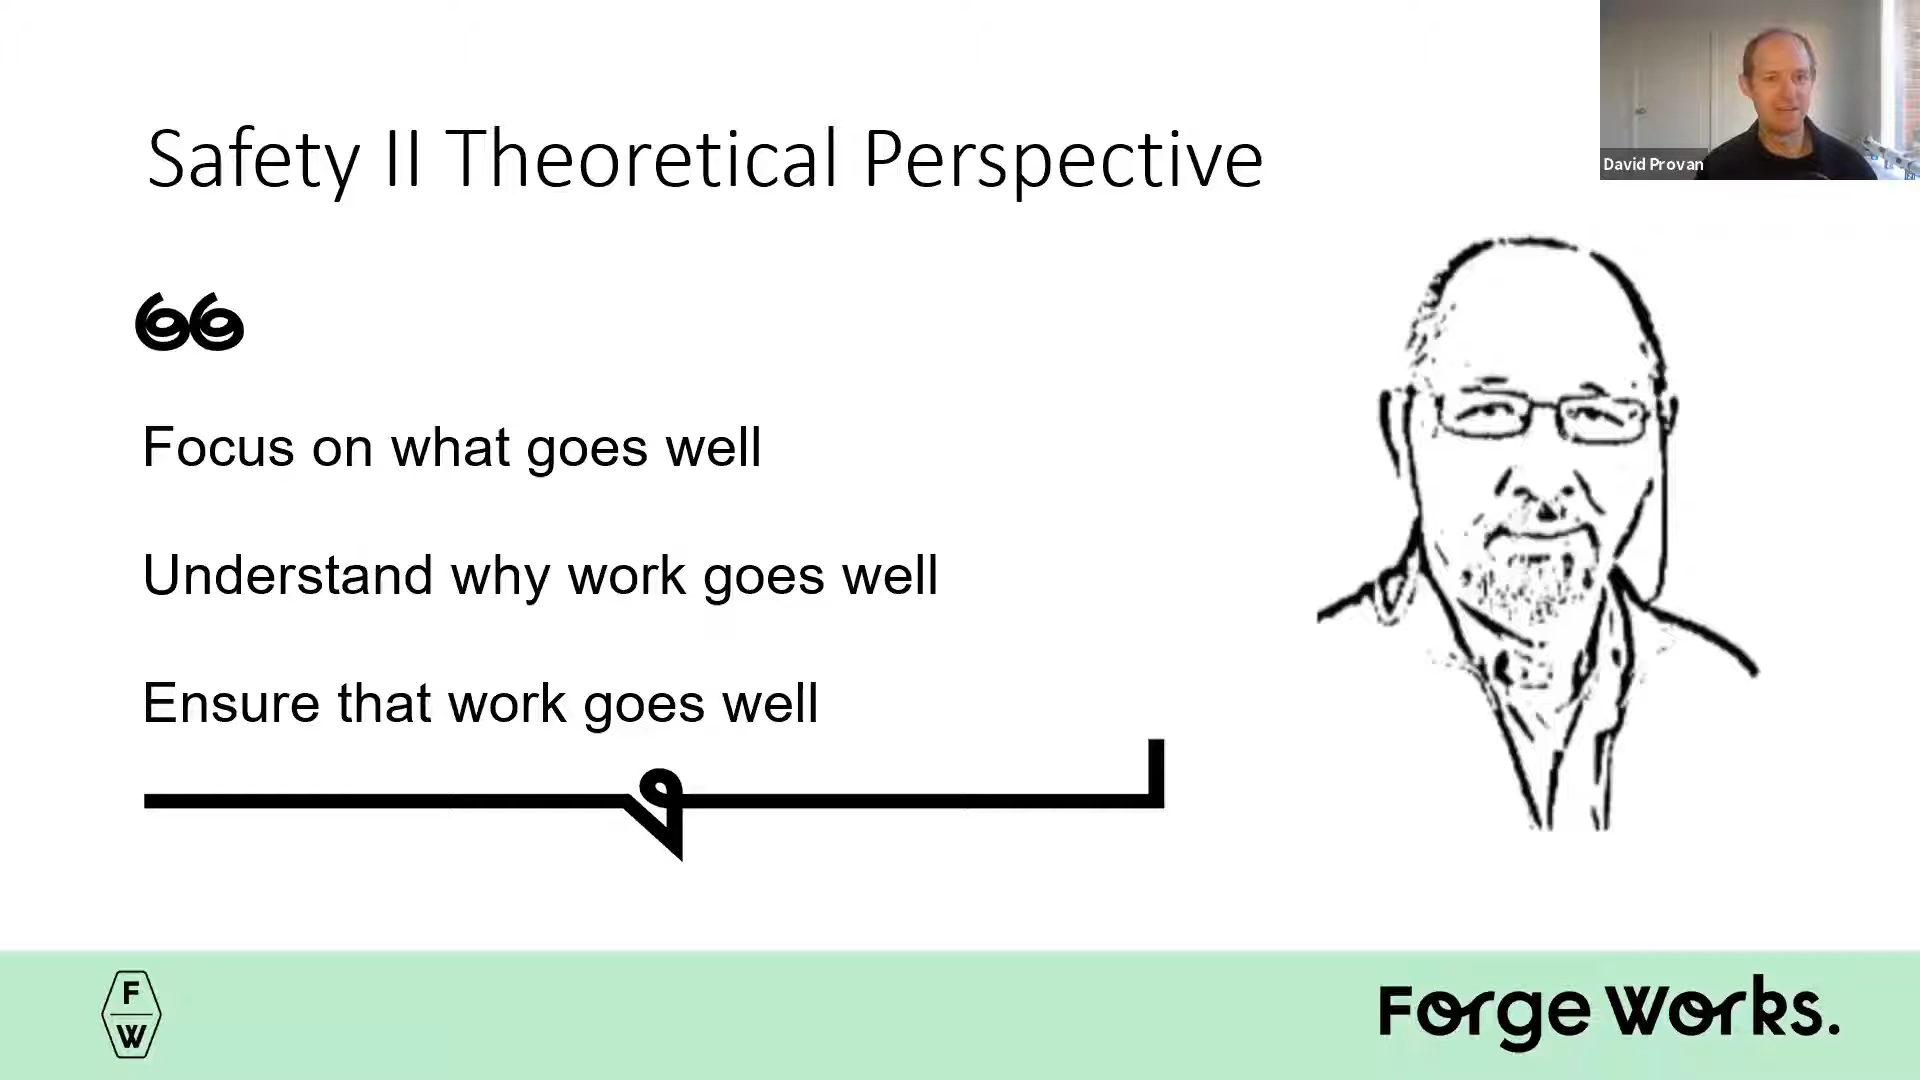 David Provan
Safety II Theoretical Perspective
Focus on what goes well
Understand why work goes well
Ensure that work goes well
F
W
Forge Works.